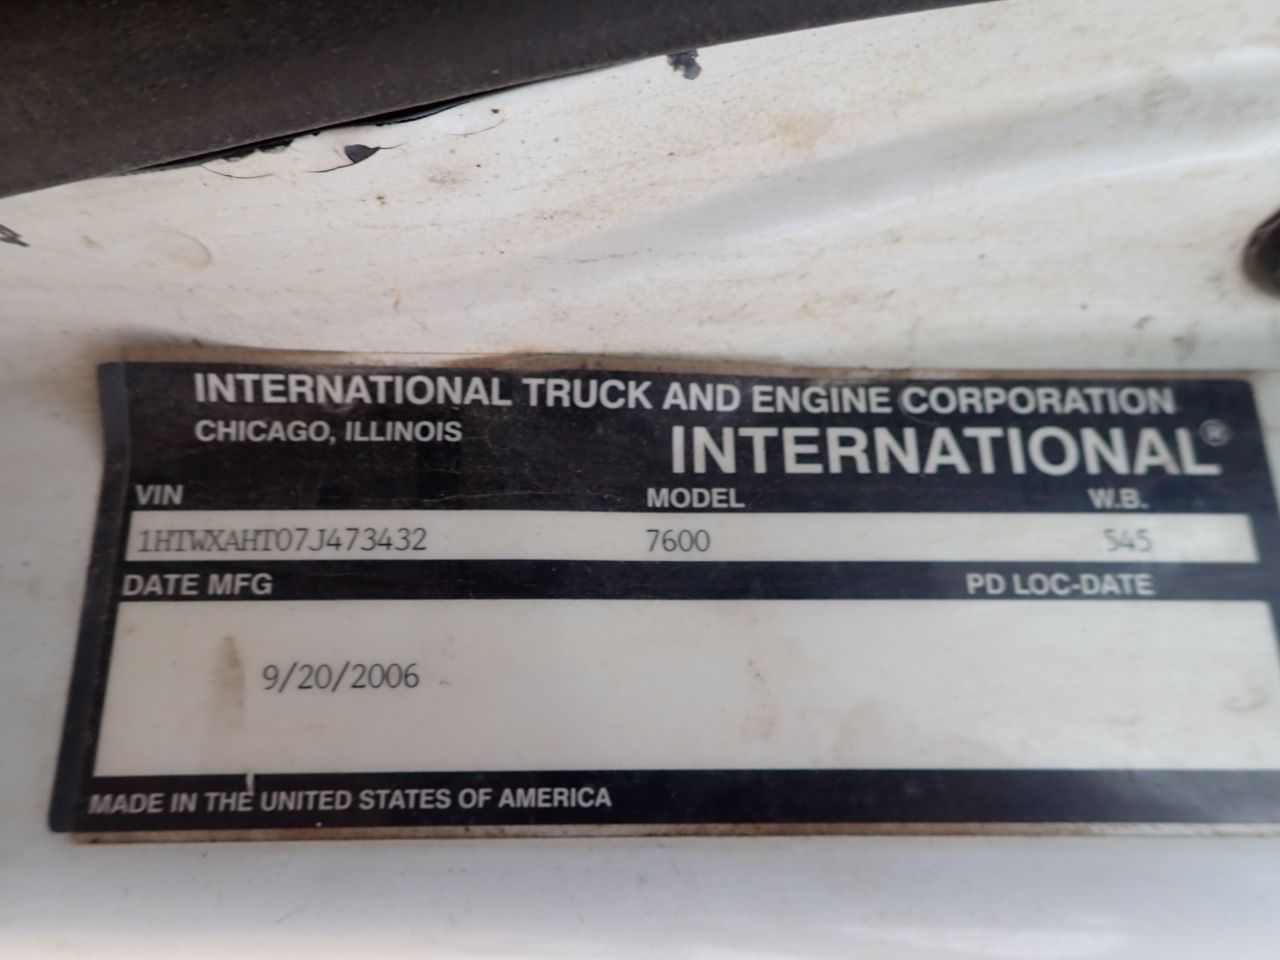 INTERNATIONAL TRUCK AND ENGINE CORPORATION
CHICAGO, ILLINOIS INTERNATIONAL®
VIN MODEL W.B.
1HTWXAHT07J473432 7600 545
DATE MFG PD LOC-DATE
9/20/2006
MADE IN THE UNITED STATES OF AMERICA